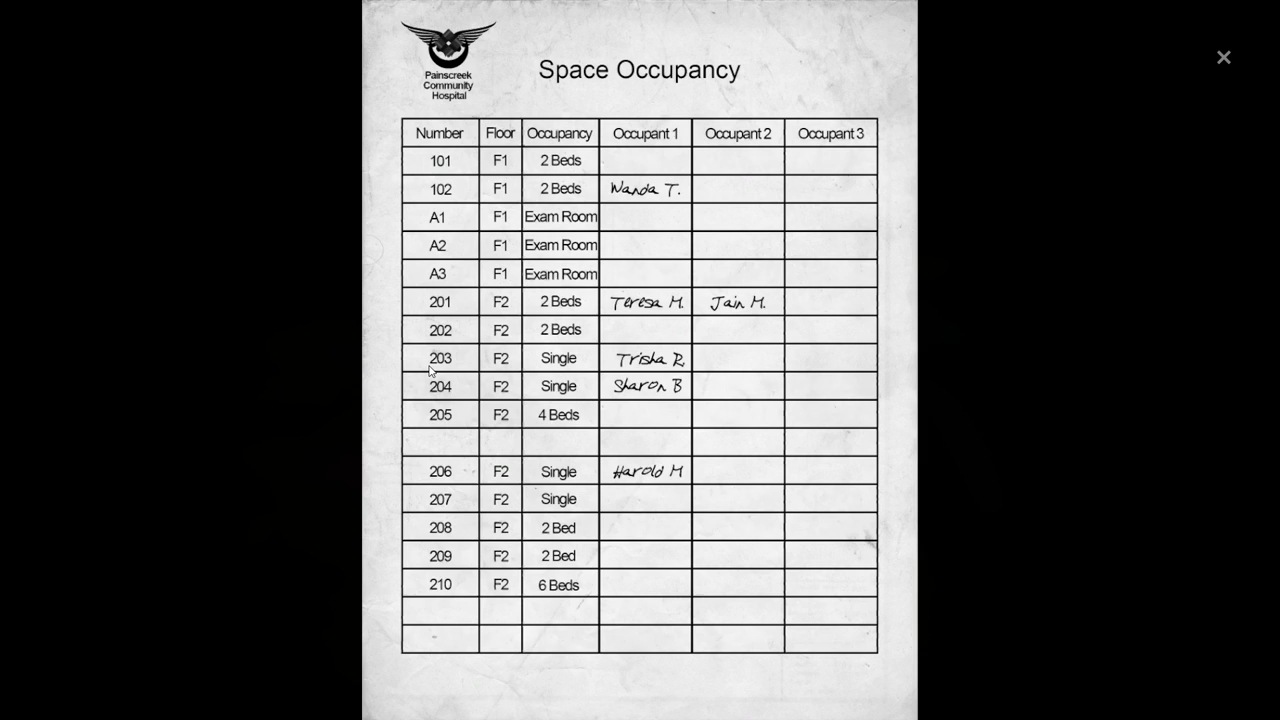 Painscreek
Community
Hospital
Space Occupancy
Number Floor Occupancy Occupant 1 Occupant 2 Occupant 3
101 F1 2 Beds
102 F1 2 Beds Wanda T.
A1 F1 Exam Room
A2 F1 Exam Room
A3 F1 Exam Room
201 F2 2 Beds Teresa M. Jain M.
202 F2 2 Beds
203 F2 Single Trisha R
204 F2 Single Sharon B
205 F2 4 Beds
206 F2 Single Harold M
207 F2 Single
208 F2 2 Bed
209 F2 2 Bed
210 F2 6 Beds